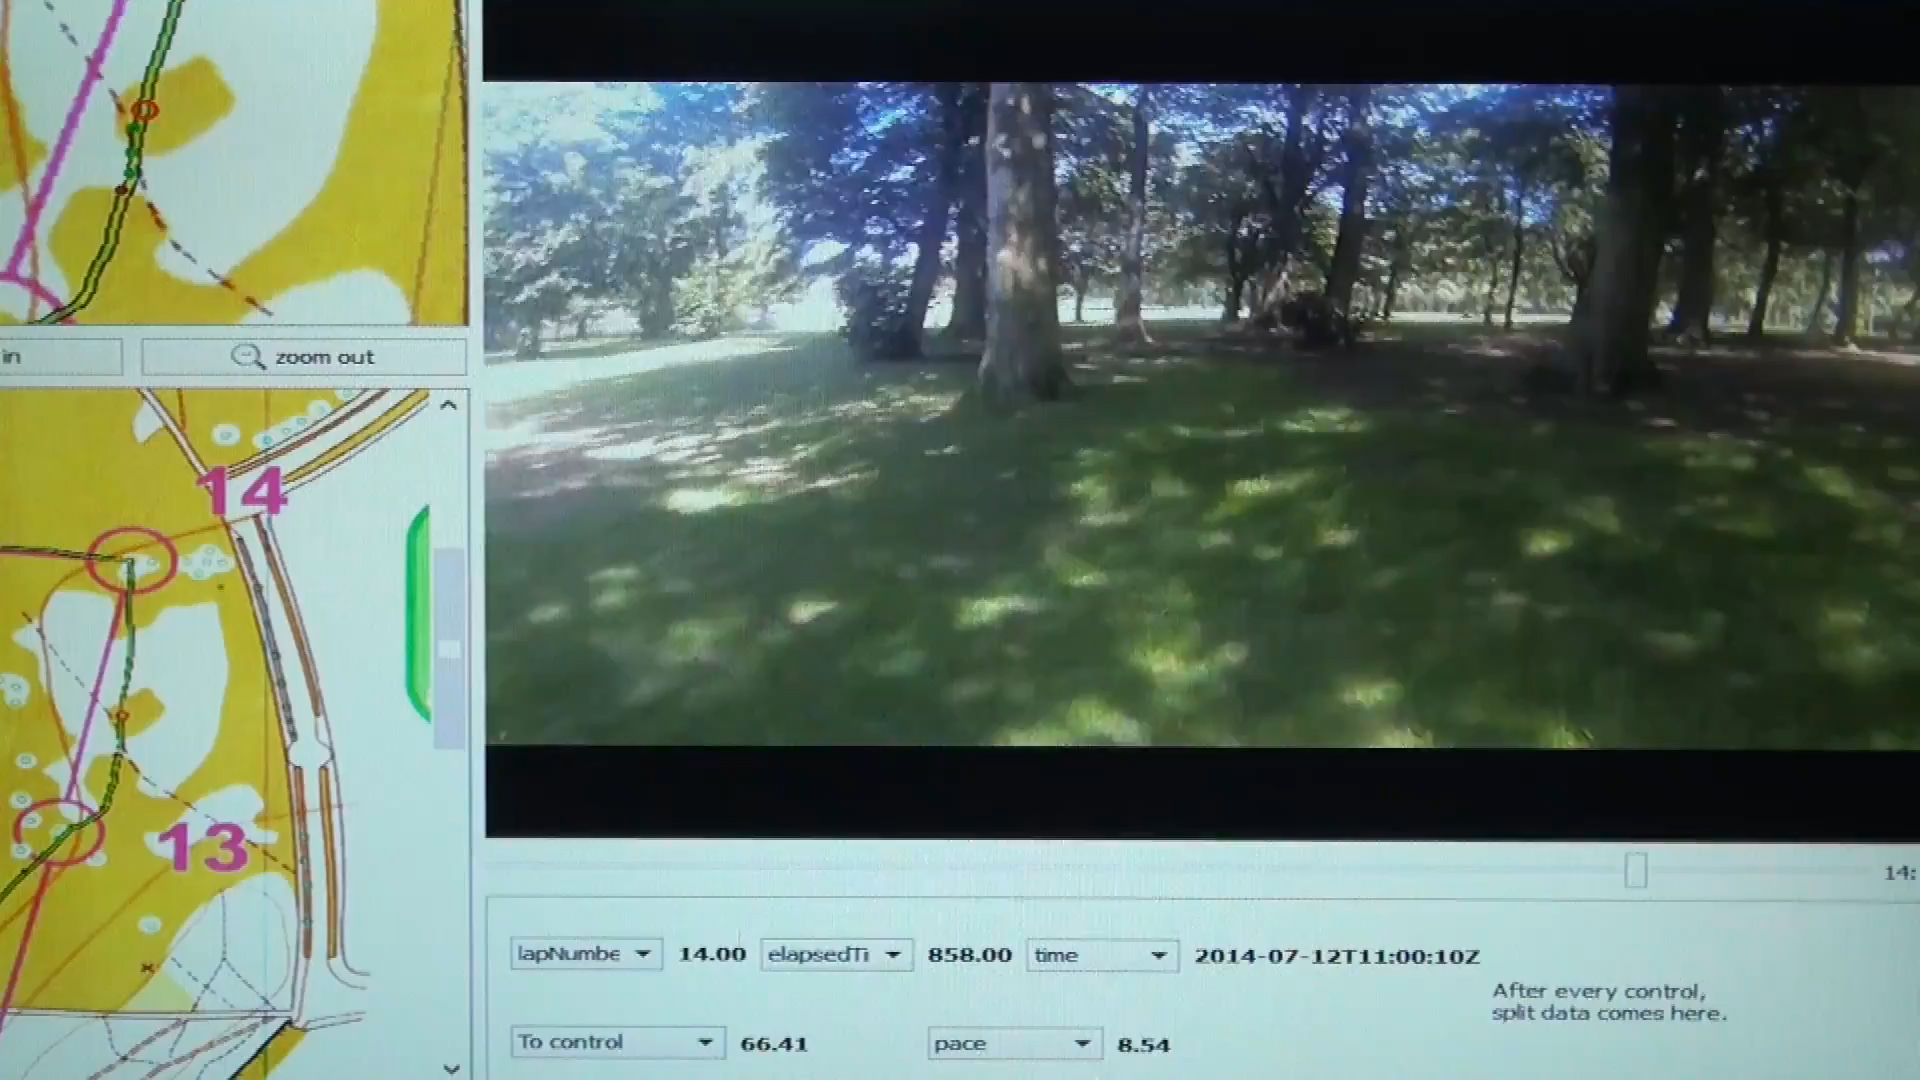 in
zoom out
14
13
14:
lapNumbe 14.00 elapsedTi 858.00 time 2014-07-12T11:00:10Z
After every control,
split data comes here.
To control 66.41 pace 8.54